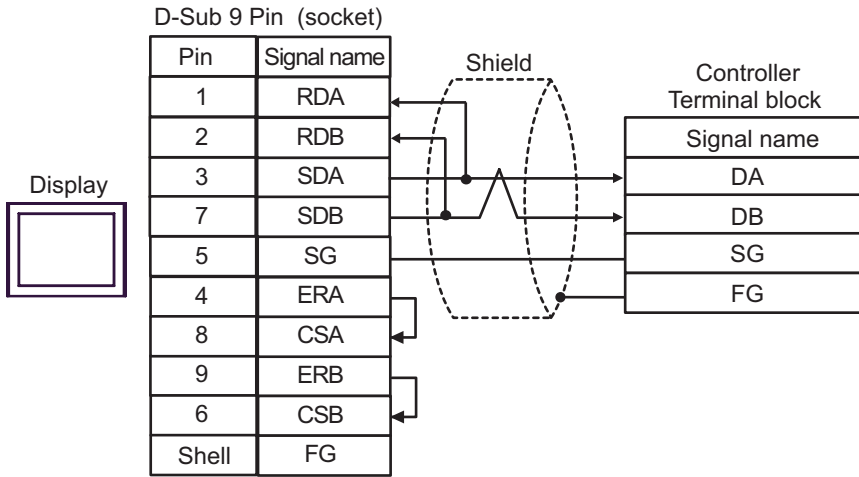 D-Sub 9 Pin (socket)
Pin Signal name
1 RDA
2 RDB
3 SDA
7 SDB
5 SG
4 ERA
8 CSA
9 ERB
6 CSB
Shell FG
Display
Shield
Controller
Terminal block
Signal name
DA
DB
SG
FG